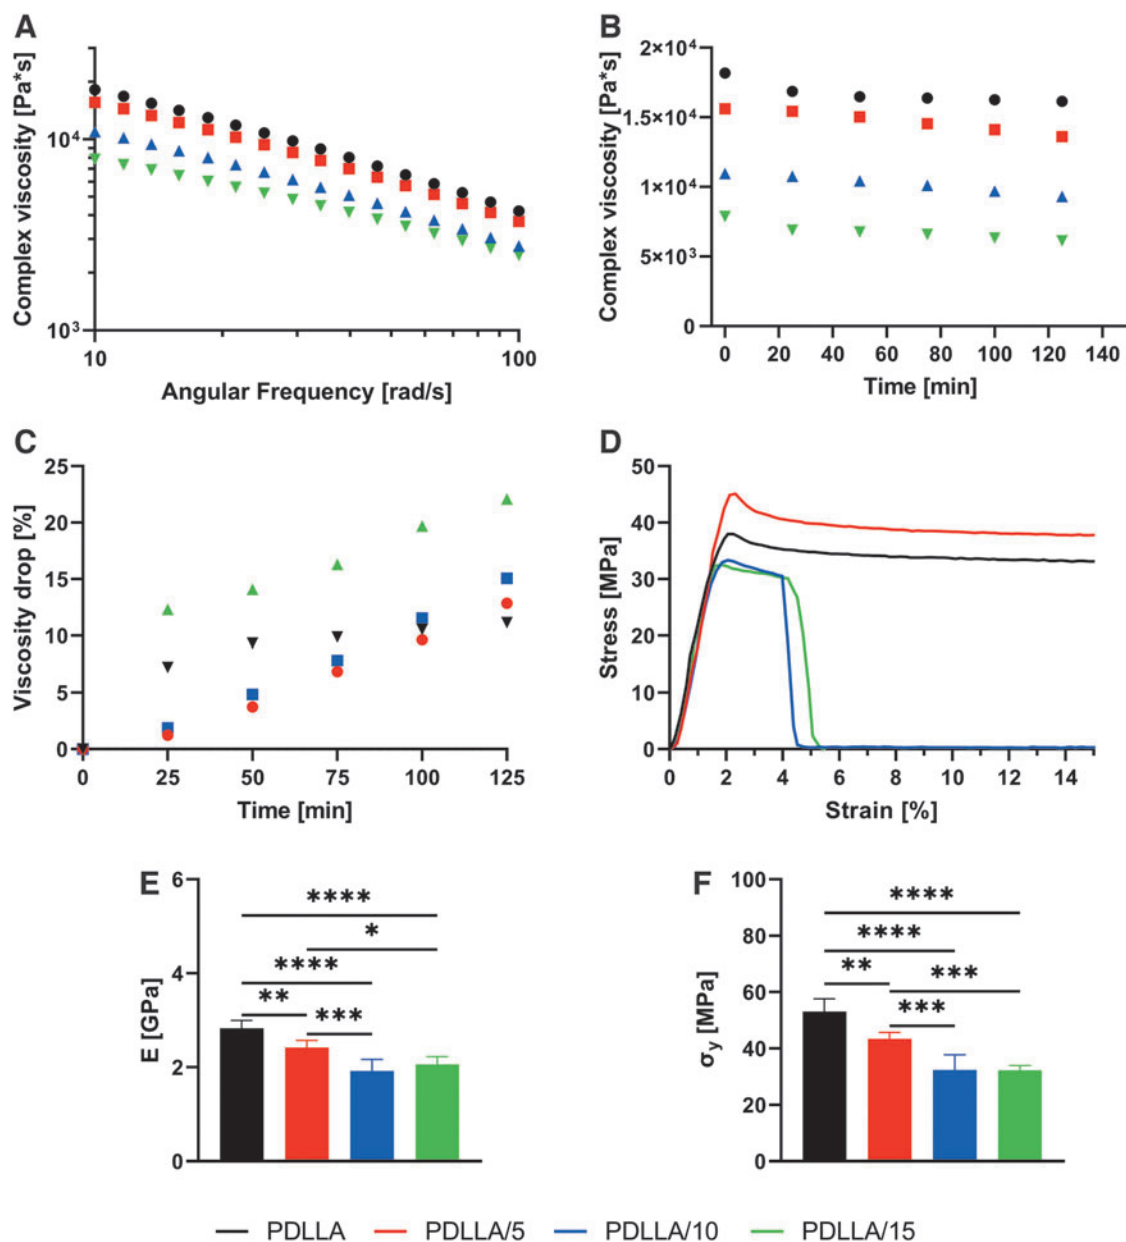 A
Complex viscosity [Pa*s]
10⁴
10³
10
100
Angular Frequency [rad/s]
B
Complex viscosity [Pa*s]
2×10⁴
1.5×10⁴
1×10⁴
5×10³
0
0 20 40 60 80 100 120 140
Time [min]
C
Viscosity drop [%]
25
20
15
10
5
0
0 25 50 75 100 125
Time [min]
D
Stress [MPa]
50
40
30
20
10
0
0 2 4 6 8 10 12 14
Strain [%]
E
E [GPa]
6
4
2
0
****
*
****
**
***
F
σy [MPa]
100
80
60
40
20
0
****
****
**
***
***
PDLLA PDLLA/5 PDLLA/10 PDLLA/15